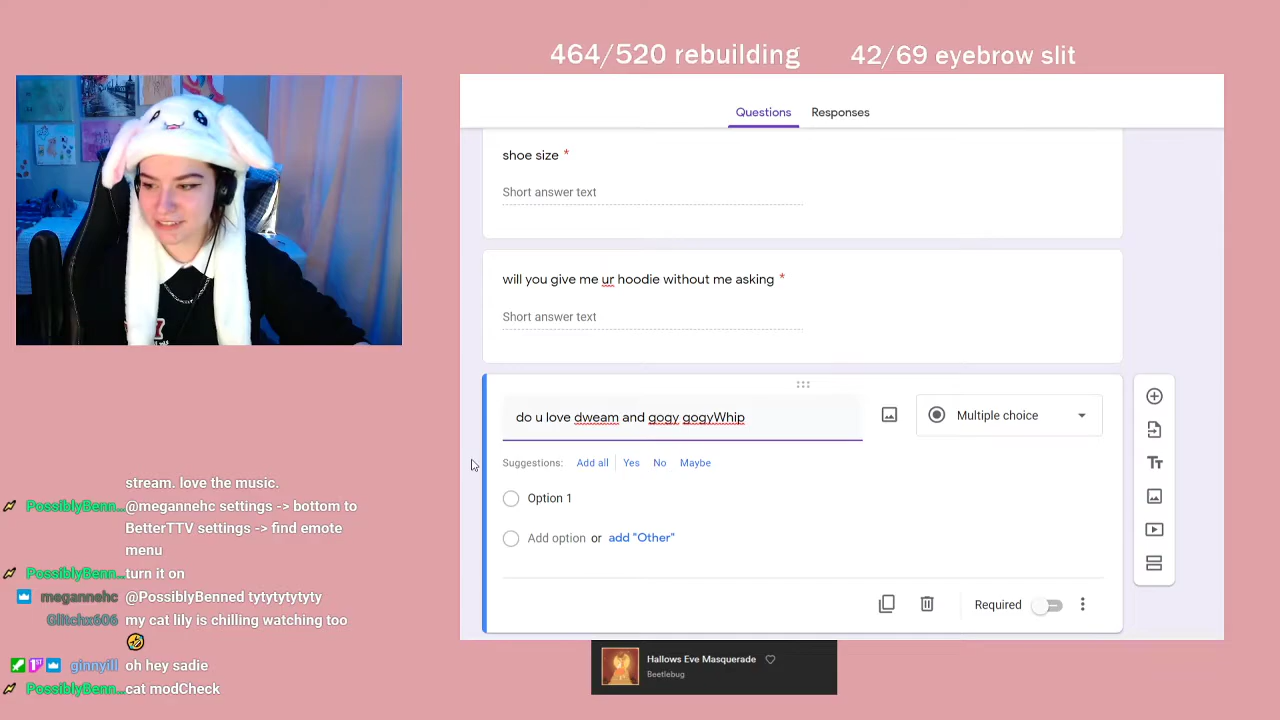 464/520 rebuilding
42/69 eyebrow slit
Questions
Responses
shoe size *
Short answer text
will you give me ur hoodie without me asking *
Short answer text
do u love dweam and gogy gogyWhip
Multiple choice
Suggestions: Add all Yes No Maybe
Option 1
Add option or add "Other"
Required
stream. love the music.
PossiblyBenn... @megannehc settings -> bottom to
BetterTTV settings -> find emote
menu
PossiblyBenn... turn it on
megannehc @PossiblyBenned tytytytytyty
Glitchx606 my cat lily is chilling watching too
ginnyill oh hey sadie
PossiblyBenn... cat modCheck
Hallows Eve Masquerade
Beetlebug